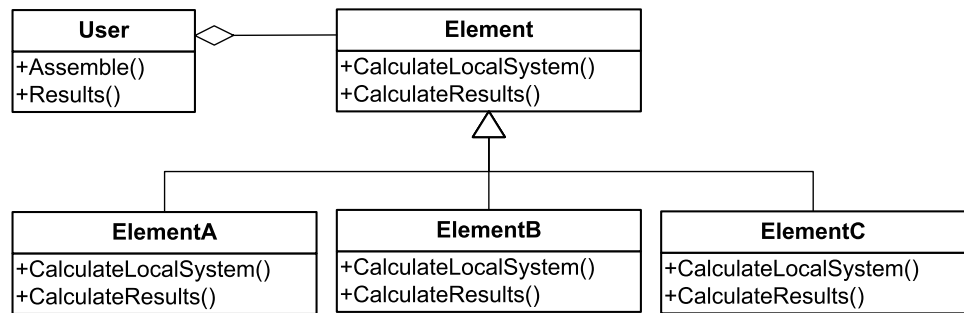 User
+Assemble()
+Results()
Element
+CalculateLocalSystem()
+CalculateResults()
ElementA
+CalculateLocalSystem()
+CalculateResults()
ElementB
+CalculateLocalSystem()
+CalculateResults()
ElementC
+CalculateLocalSystem()
+CalculateResults()